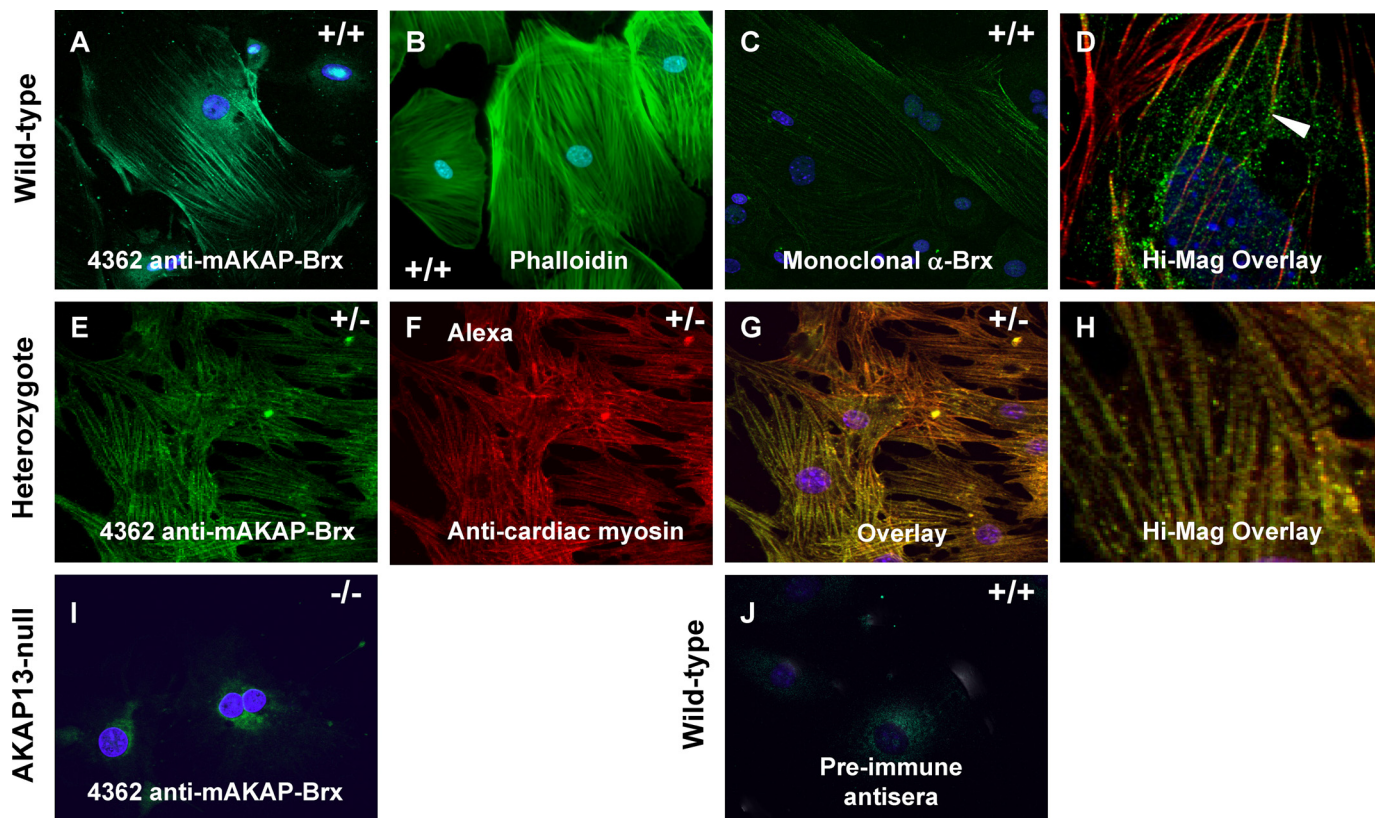 Wild-type
A
+/+
4362 anti-mAKAP-Brx
B
+/+
Phalloidin
C
+/+
Monoclonal α-Brx
D
Hi-Mag Overlay
Heterozygote
E
+/-
4362 anti-mAKAP-Brx
F
Alexa
+/-
Anti-cardiac myosin
G
+/-
Overlay
H
Hi-Mag Overlay
AKAP13-null
I
-/-
4362 anti-mAKAP-Brx
Wild-type
J
+/+
Pre-immune
antisera